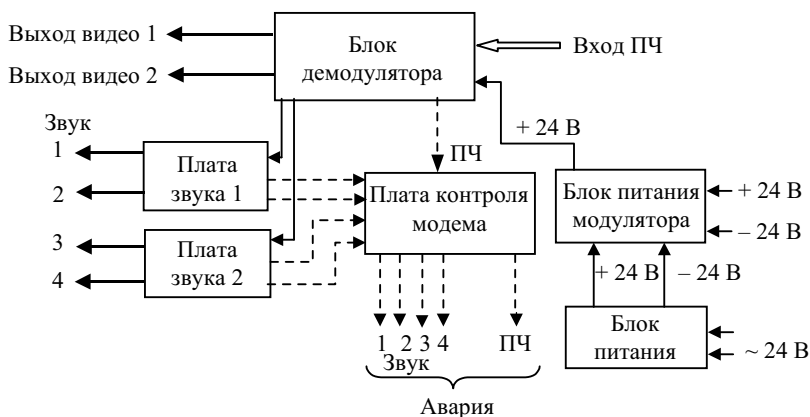 Выход видео 1
Выход видео 2
Блок
демодулятора
Вход ПЧ
+ 24 В
Звук
1
2
Плата
звука 1
ПЧ
Плата контроля
модема
Блок питания
модулятора
+ 24 В
– 24 В
3
4
Плата
звука 2
+ 24 В
– 24 В
Блок
питания
~ 24 В
1 2 3 4 ПЧ
Звук
Авария